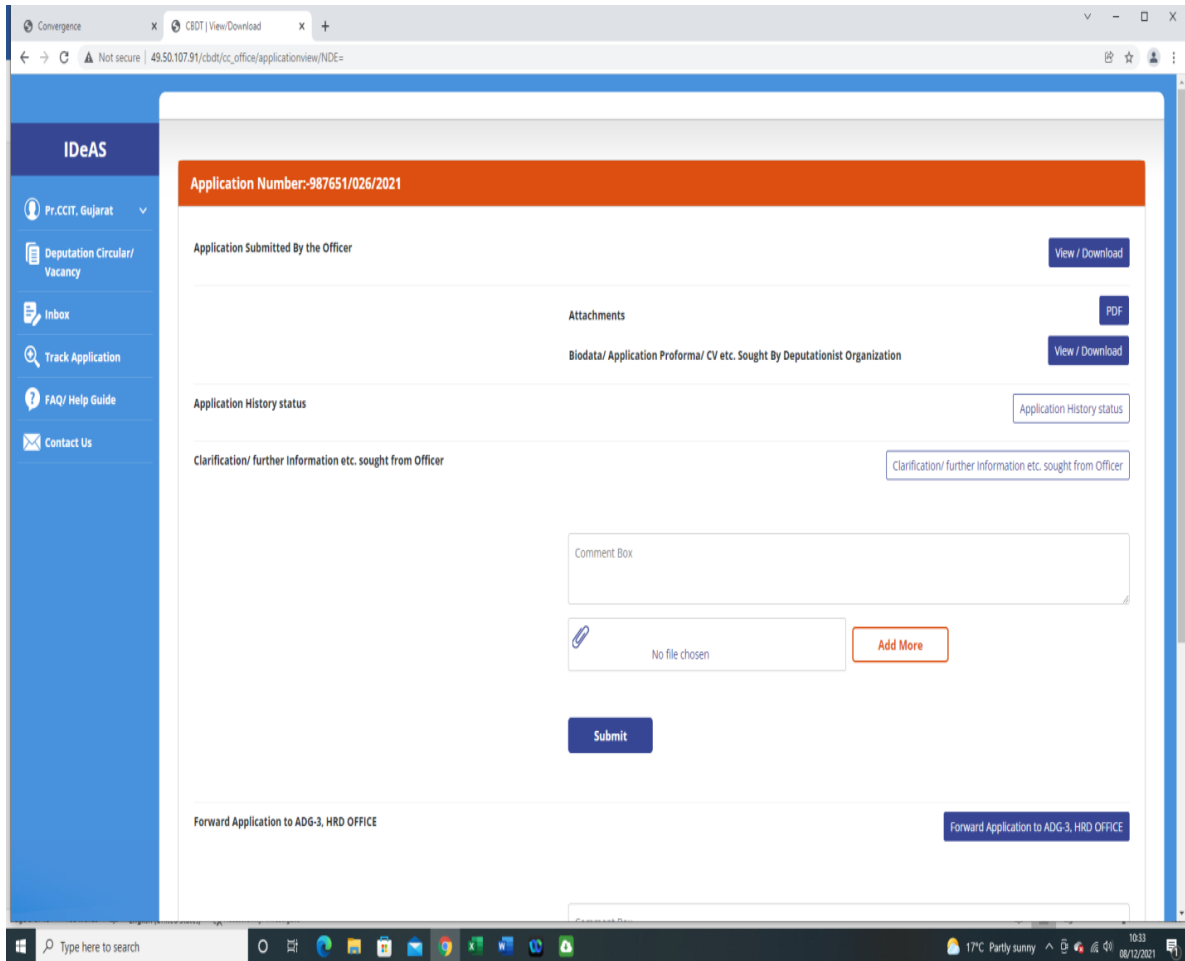 Convergence
CBDT | View/Download
Not secure
49.50.107.91/cbdt/cc_office/applicationview/NDE=
IDeAS
Pr.CCIT, Gujarat
Deputation Circular/
Vacancy
Inbox
Track Application
FAQ/ Help Guide
Contact Us
Application Number:-987651/026/2021
Application Submitted By the Officer
View / Download
Attachments
PDF
Biodata/ Application Proforma/ CV etc. Sought By Deputationist Organization
View / Download
Application History status
Application History status
Clarification/ further Information etc. sought from Officer
Clarification/ further Information etc. sought from Officer
Comment Box
No file chosen
Add More
Submit
Forward Application to ADG-3, HRD OFFICE
Forward Application to ADG-3, HRD OFFICE
Type here to search
17°C Partly sunny
10:33
08/12/2021